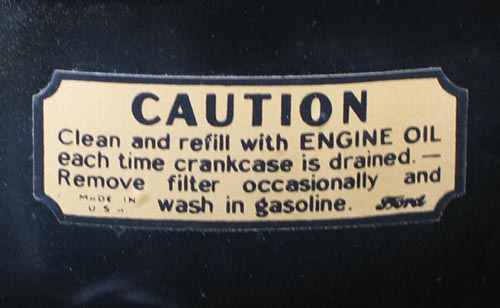 CAUTION
Clean and refill with ENGINE OIL
each time crankcase is drained.—
Remove filter occasionally and
wash in gasoline.
MADE IN
U S A
Ford